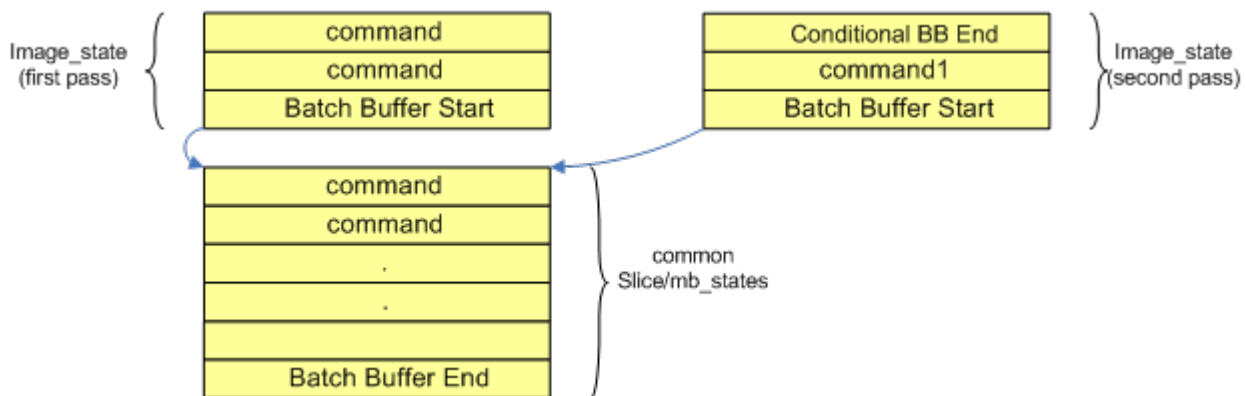 Image_state
(first pass)
command
command
Batch Buffer Start
Conditional BB End
command1
Batch Buffer Start
Image_state
(second pass)
command
command
.
.
Batch Buffer End
common
Slice/mb_states